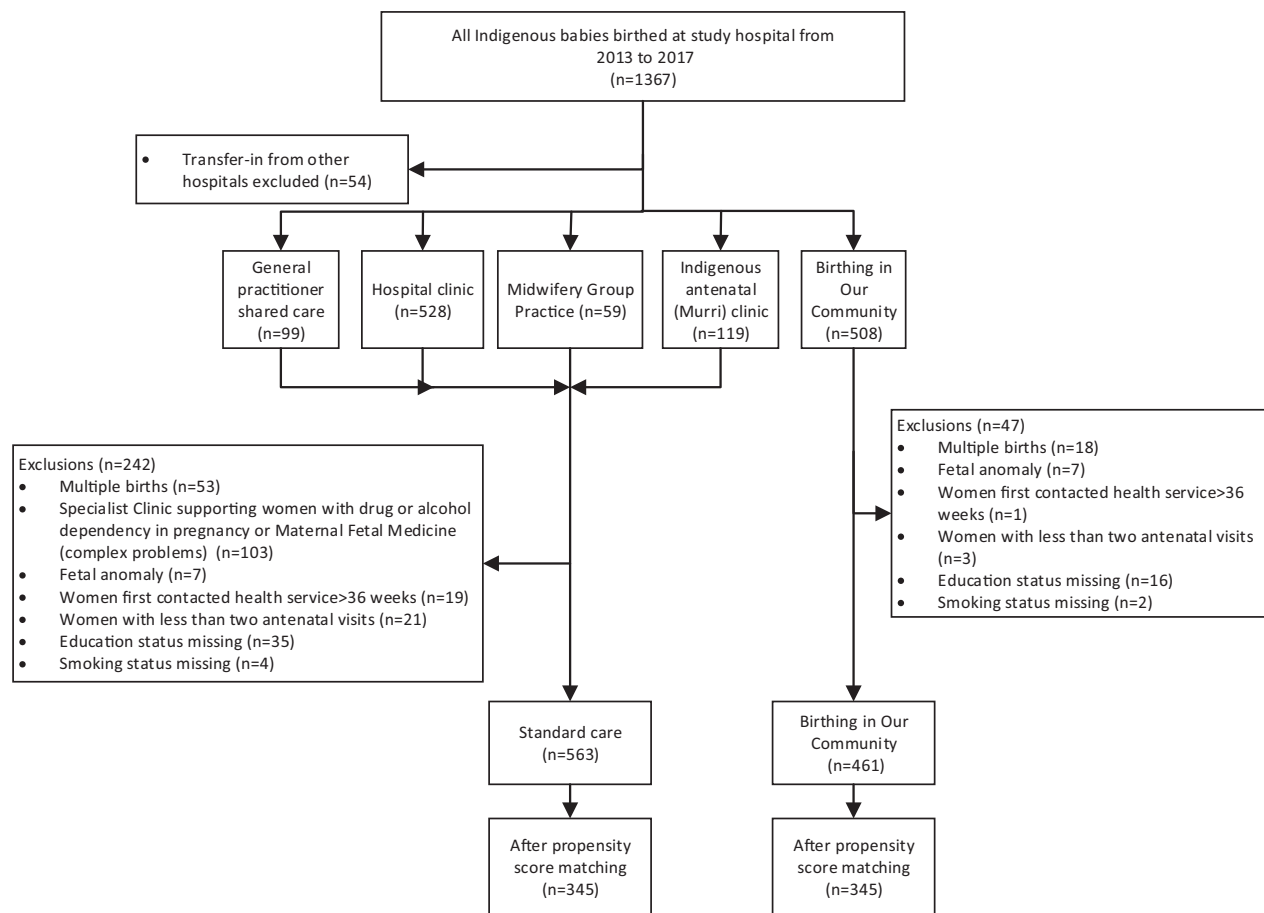 All Indigenous babies birthed at study hospital from
2013 to 2017
(n=1367)
• Transfer-in from other
hospitals excluded (n=54)
General
practitioner
shared care
(n=99)
Hospital clinic
(n=528)
Midwifery Group
Practice (n=59)
Indigenous
antenatal
(Murri) clinic
(n=119)
Birthing in
Our
Community
(n=508)
Exclusions (n=242)
• Multiple births (n=53)
• Specialist Clinic supporting women with drug or alcohol
dependency in pregnancy or Maternal Fetal Medicine
(complex problems) (n=103)
• Fetal anomaly (n=7)
• Women first contacted health service>36 weeks (n=19)
• Women with less than two antenatal visits (n=21)
• Education status missing (n=35)
• Smoking status missing (n=4)
Exclusions (n=47)
• Multiple births (n=18)
• Fetal anomaly (n=7)
• Women first contacted health service>36
weeks (n=1)
• Women with less than two antenatal visits
(n=3)
• Education status missing (n=16)
• Smoking status missing (n=2)
Standard care
(n=563)
Birthing in Our
Community
(n=461)
After propensity
score matching
(n=345)
After propensity
score matching
(n=345)